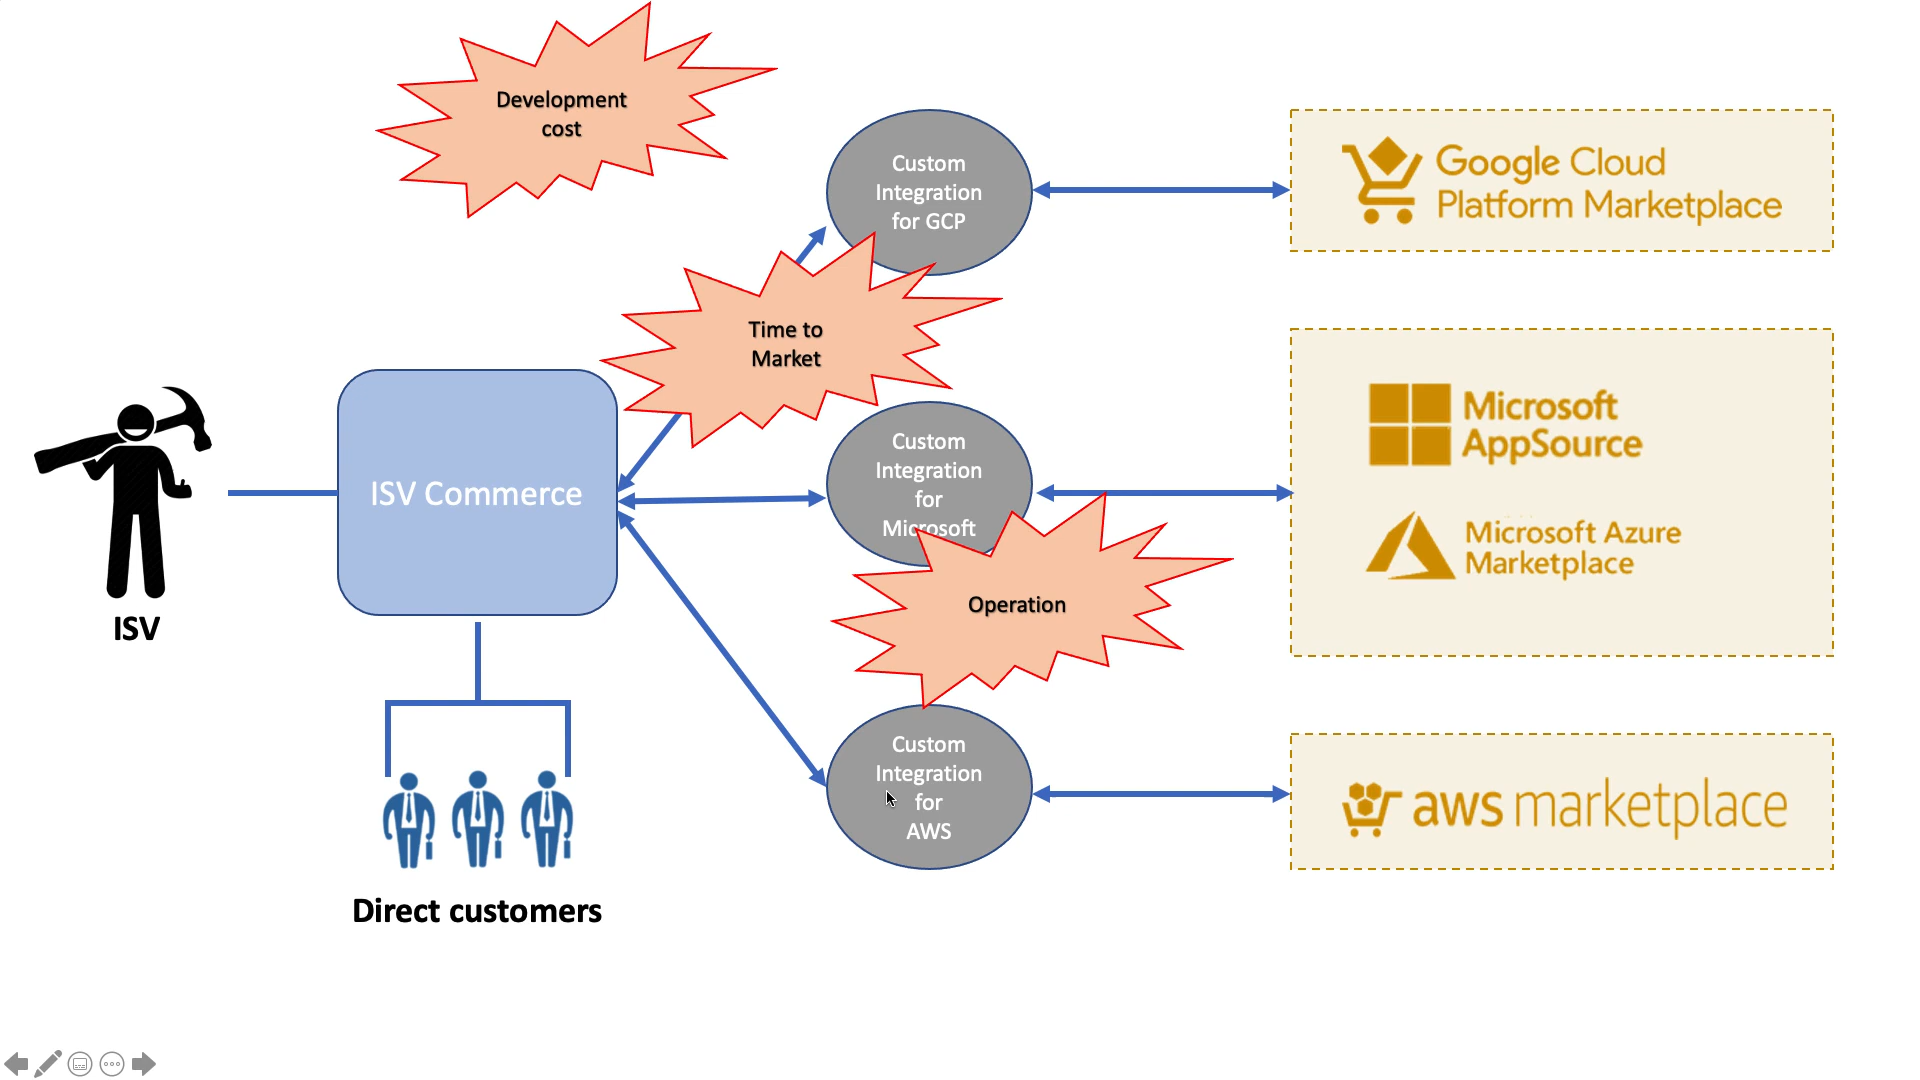 Development
cost
Custom
Integration
for GCP
Google Cloud
Platform Marketplace
Time to
Market
ISV Commerce
ISV
Custom
Integration
for
Microsoft
Microsoft
AppSource
Microsoft Azure
Marketplace
Operation
Custom
Integration
for
AWS
aws marketplace
Direct customers